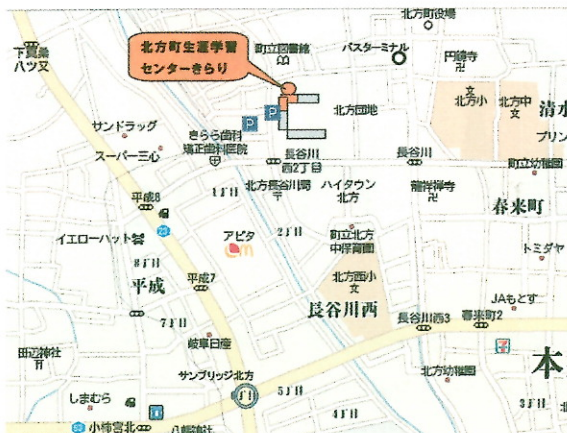 北方町役場
下真桑
八ツ又
北方町生涯学習
センターきらり
町立図書館
バスターミナル
円鏡寺
北方小
北方中
清水
プリン
サンドラッグ
スーパー三心
きらら歯科
矯正歯科医院
P
P
北方団地
長谷川
西2丁目
長谷川
町立幼稚園
北方長谷川局
ハイタウン
北方
龍祥禅寺
春来町
平成8
1丁目
23
イエローハット
アピタ
2丁目
町立北方
中保育園
トミダヤ
8丁目
平成
平成7
北西小
長谷川西
JAもとす
7丁目
長谷川西3
春来町2
岐阜日産
田辺神社
サンブリッジ北方
北方幼稚園
本
しまむら
5丁目
3丁目
小柿宮北
八幡神社
4丁目
北